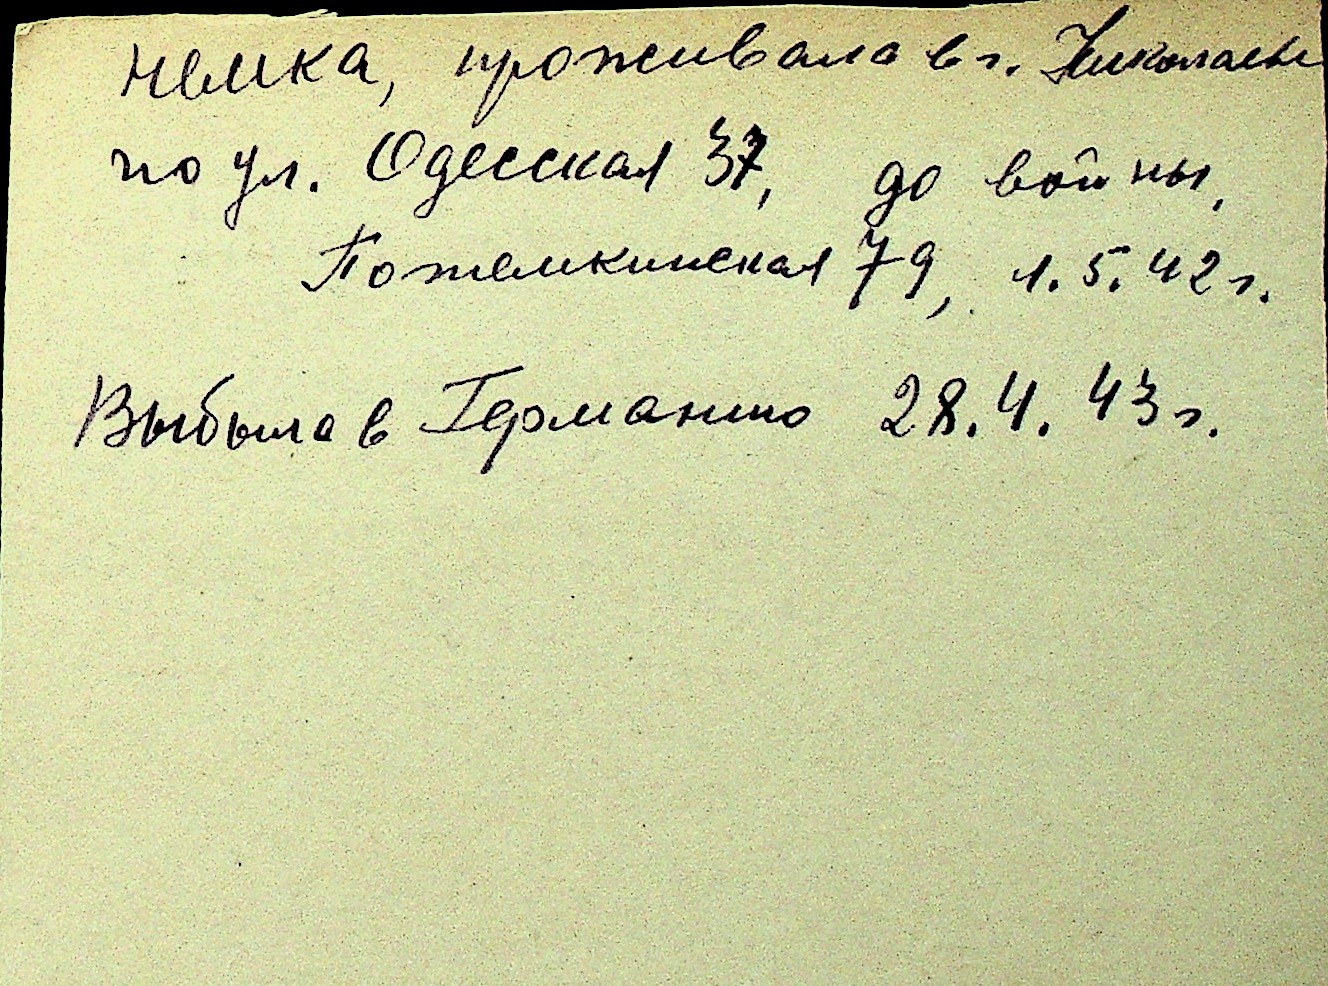 немка, проживала в г. Николаеве
по ул. Одесская 37, до войны,
Потемкинская 79, 1.5.42 г.
Выбыла в Германию 28.4.43 г.